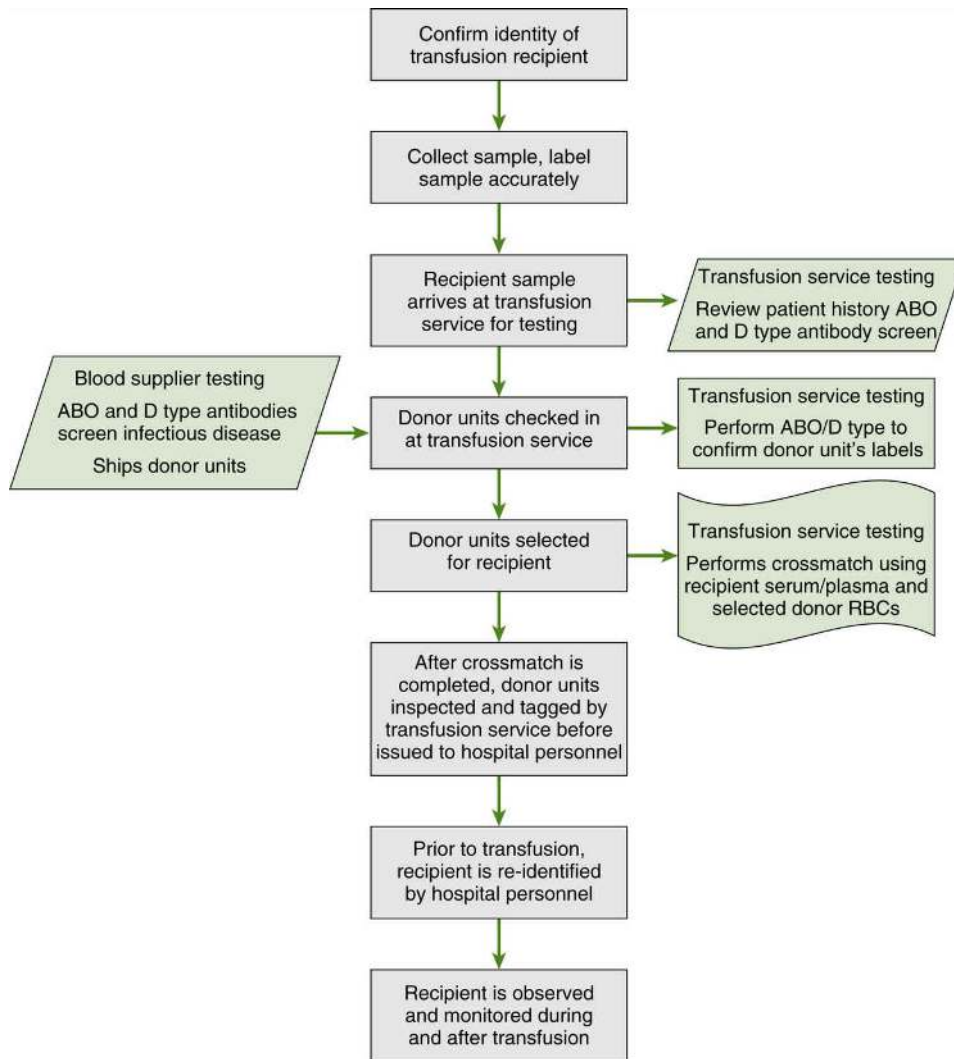 Confirm identity of
transfusion recipient
Collect sample, label
sample accurately
Recipient sample
arrives at transfusion
service for testing
Transfusion service testing
Review patient history ABO
and D type antibody screen
Blood supplier testing
ABO and D type antibodies
screen infectious disease
Ships donor units
Donor units checked in
at transfusion service
Transfusion service testing
Perform ABO/D type to
confirm donor unit's labels
Donor units selected
for recipient
Transfusion service testing
Performs crossmatch using
recipient serum/plasma and
selected donor RBCs
After crossmatch is
completed, donor units
inspected and tagged by
transfusion service before
issued to hospital personnel
Prior to transfusion,
recipient is re-identified
by hospital personnel
Recipient is observed
and monitored during
and after transfusion